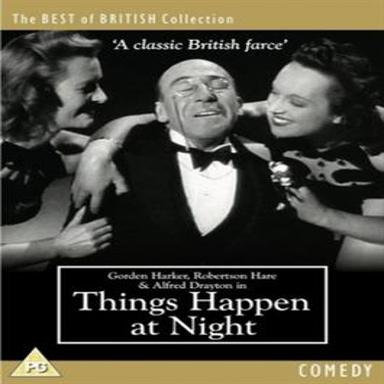 The BEST of BRITISH Collection
'A classic British farce'
Gorden Harker, Robertson Hare
& Alfred Drayton in
Things Happen
at Night
PG
COMEDY